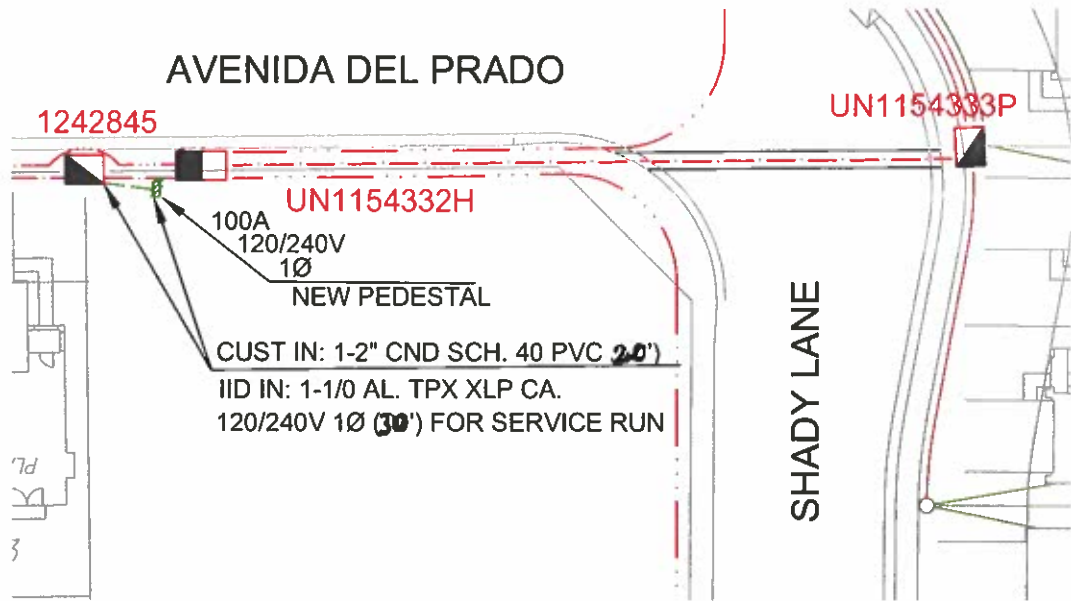 AVENIDA DEL PRADO
1242845
UN1154333P
UN1154332H
100A
120/240V
1Ø
NEW PEDESTAL
CUST IN: 1-2" CND SCH. 40 PVC 20')
IID IN: 1-1/0 AL. TPX XLP CA.
120/240V 1Ø (30') FOR SERVICE RUN
SHADY LANE
PL